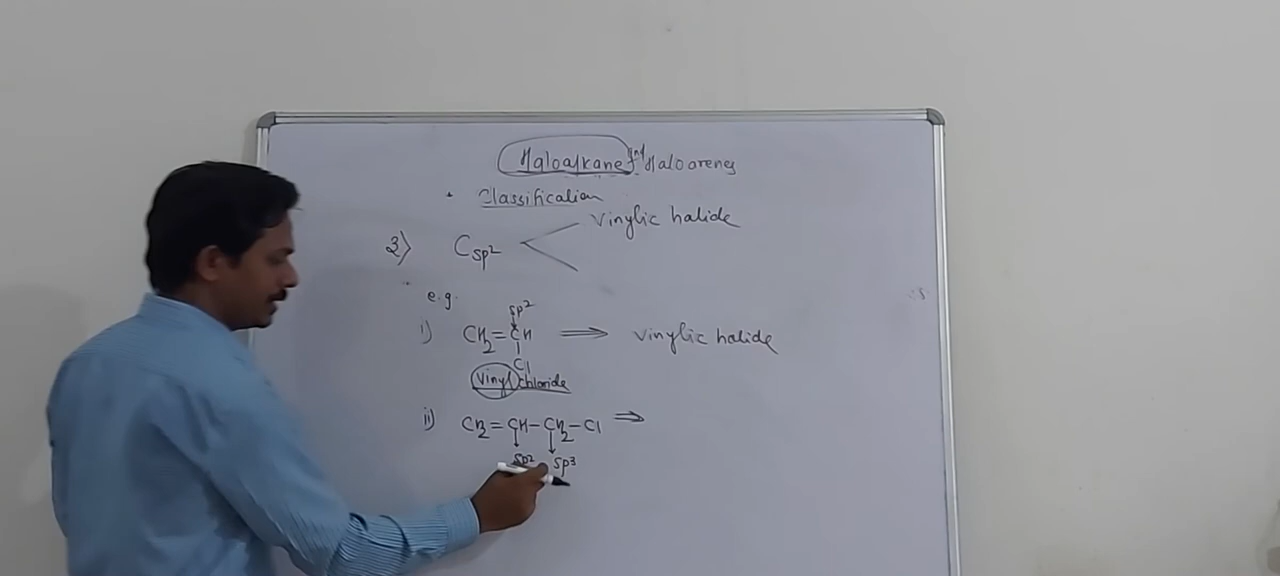 Haloalkane and Haloarenes
* Classification
3) Csp² vinylic halide
e.g.
sp²
i) CH₂=CH ⟹ vinylic halide
Cl
vinyl chloride
ii) CH₂=CH-CH₂-Cl ⟹
sp² sp³